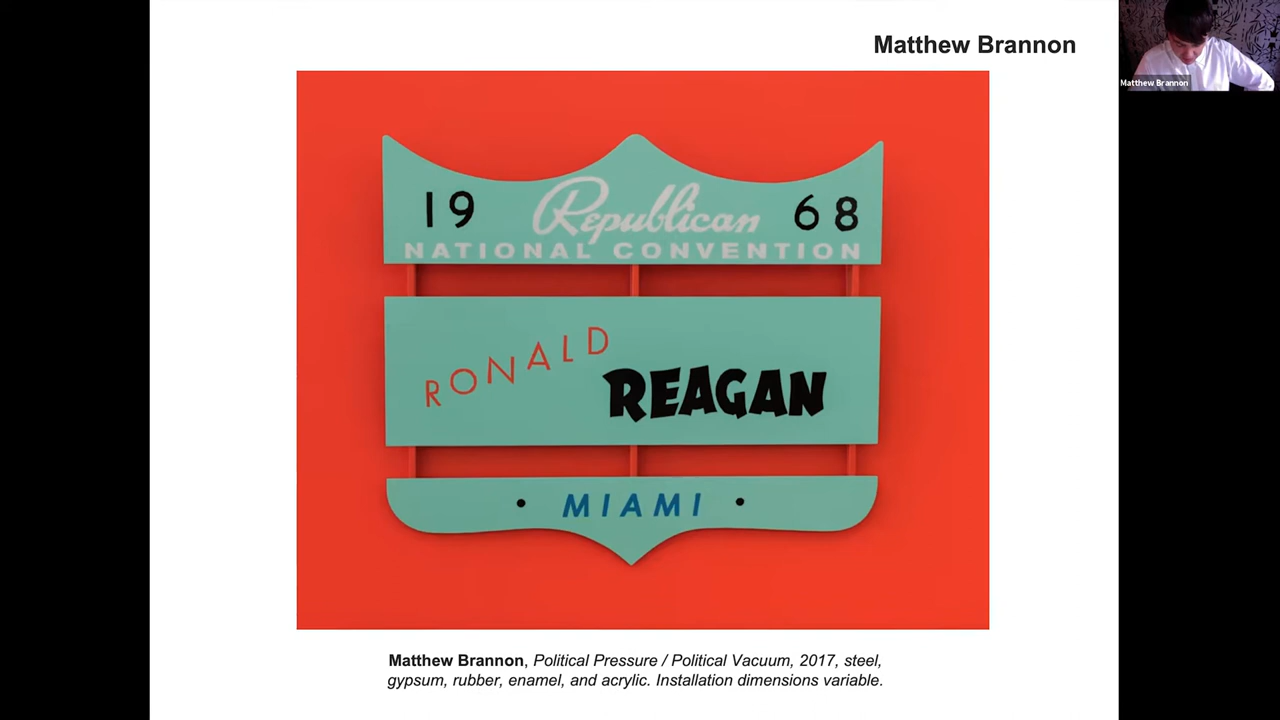 Matthew Brannon
Matthew Brannon
19 Republican 68
NATIONAL CONVENTION
RONALD
REAGAN
• MIAMI •
Matthew Brannon, Political Pressure / Political Vacuum, 2017, steel,
gypsum, rubber, enamel, and acrylic. Installation dimensions variable.